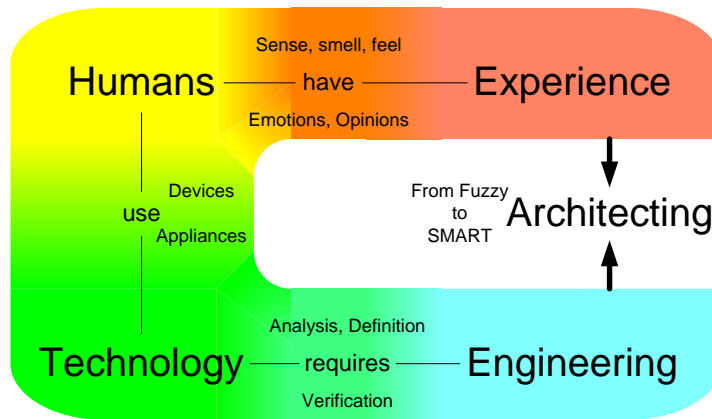 Sense, smell, feel
Humans have Experience
Emotions, Opinions
Devices
use
Appliances
From Fuzzy
to
SMART
Architecting
Analysis, Definition
Technology requires Engineering
Verification